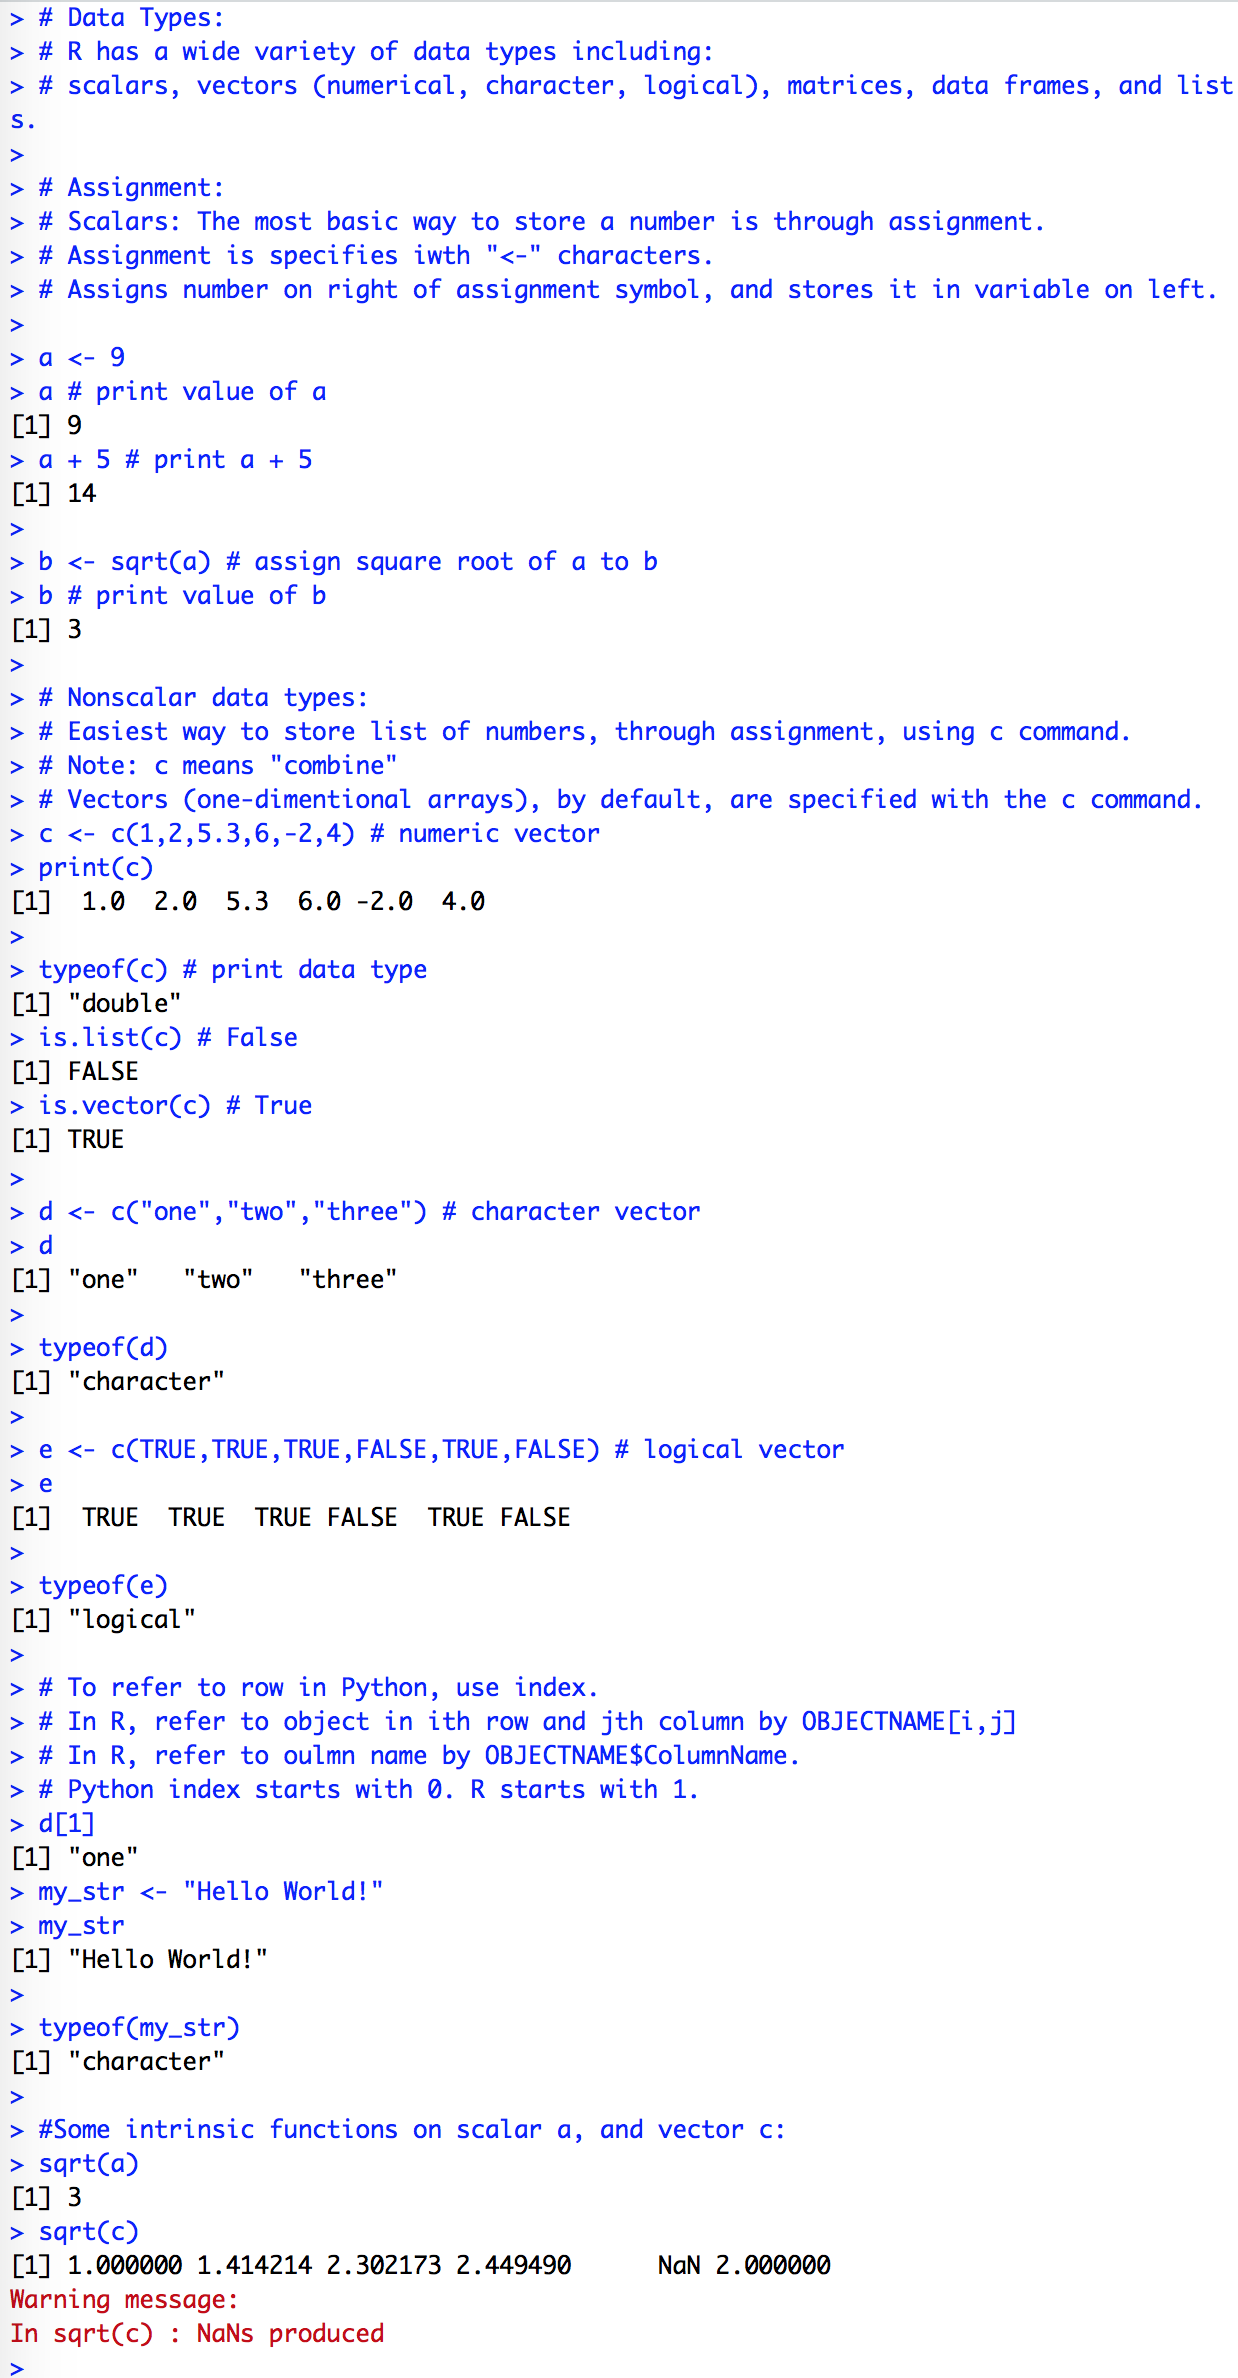 > # Data Types:
> # R has a wide variety of data types including:
> # scalars, vectors (numerical, character, logical), matrices, data frames, and list
s.
>
> # Assignment:
> # Scalars: The most basic way to store a number is through assignment.
> # Assignment is specifies iwth "<-" characters.
> # Assigns number on right of assignment symbol, and stores it in variable on left.
>
> a <- 9
> a # print value of a
[1] 9
> a + 5 # print a + 5
[1] 14
>
> b <- sqrt(a) # assign square root of a to b
> b # print value of b
[1] 3
>
> # Nonscalar data types:
> # Easiest way to store list of numbers, through assignment, using c command.
> # Note: c means "combine"
> # Vectors (one-dimentional arrays), by default, are specified with the c command.
> c <- c(1,2,5.3,6,-2,4) # numeric vector
> print(c)
[1]  1.0  2.0  5.3  6.0 -2.0  4.0
>
> typeof(c) # print data type
[1] "double"
> is.list(c) # False
[1] FALSE
> is.vector(c) # True
[1] TRUE
>
> d <- c("one","two","three") # character vector
> d
[1] "one"   "two"   "three"
>
> typeof(d)
[1] "character"
>
> e <- c(TRUE,TRUE,TRUE,FALSE,TRUE,FALSE) # logical vector
> e
[1]  TRUE  TRUE  TRUE FALSE  TRUE FALSE
>
> typeof(e)
[1] "logical"
>
> # To refer to row in Python, use index.
> # In R, refer to object in ith row and jth column by OBJECTNAME[i,j]
> # In R, refer to oulmn name by OBJECTNAME$ColumnName.
> # Python index starts with 0. R starts with 1.
> d[1]
[1] "one"
> my_str <- "Hello World!"
> my_str
[1] "Hello World!"
>
> typeof(my_str)
[1] "character"
>
> #Some intrinsic functions on scalar a, and vector c:
> sqrt(a)
[1] 3
> sqrt(c)
[1] 1.000000 1.414214 2.302173 2.449490      NaN 2.000000
Warning message:
In sqrt(c) : NaNs produced
>